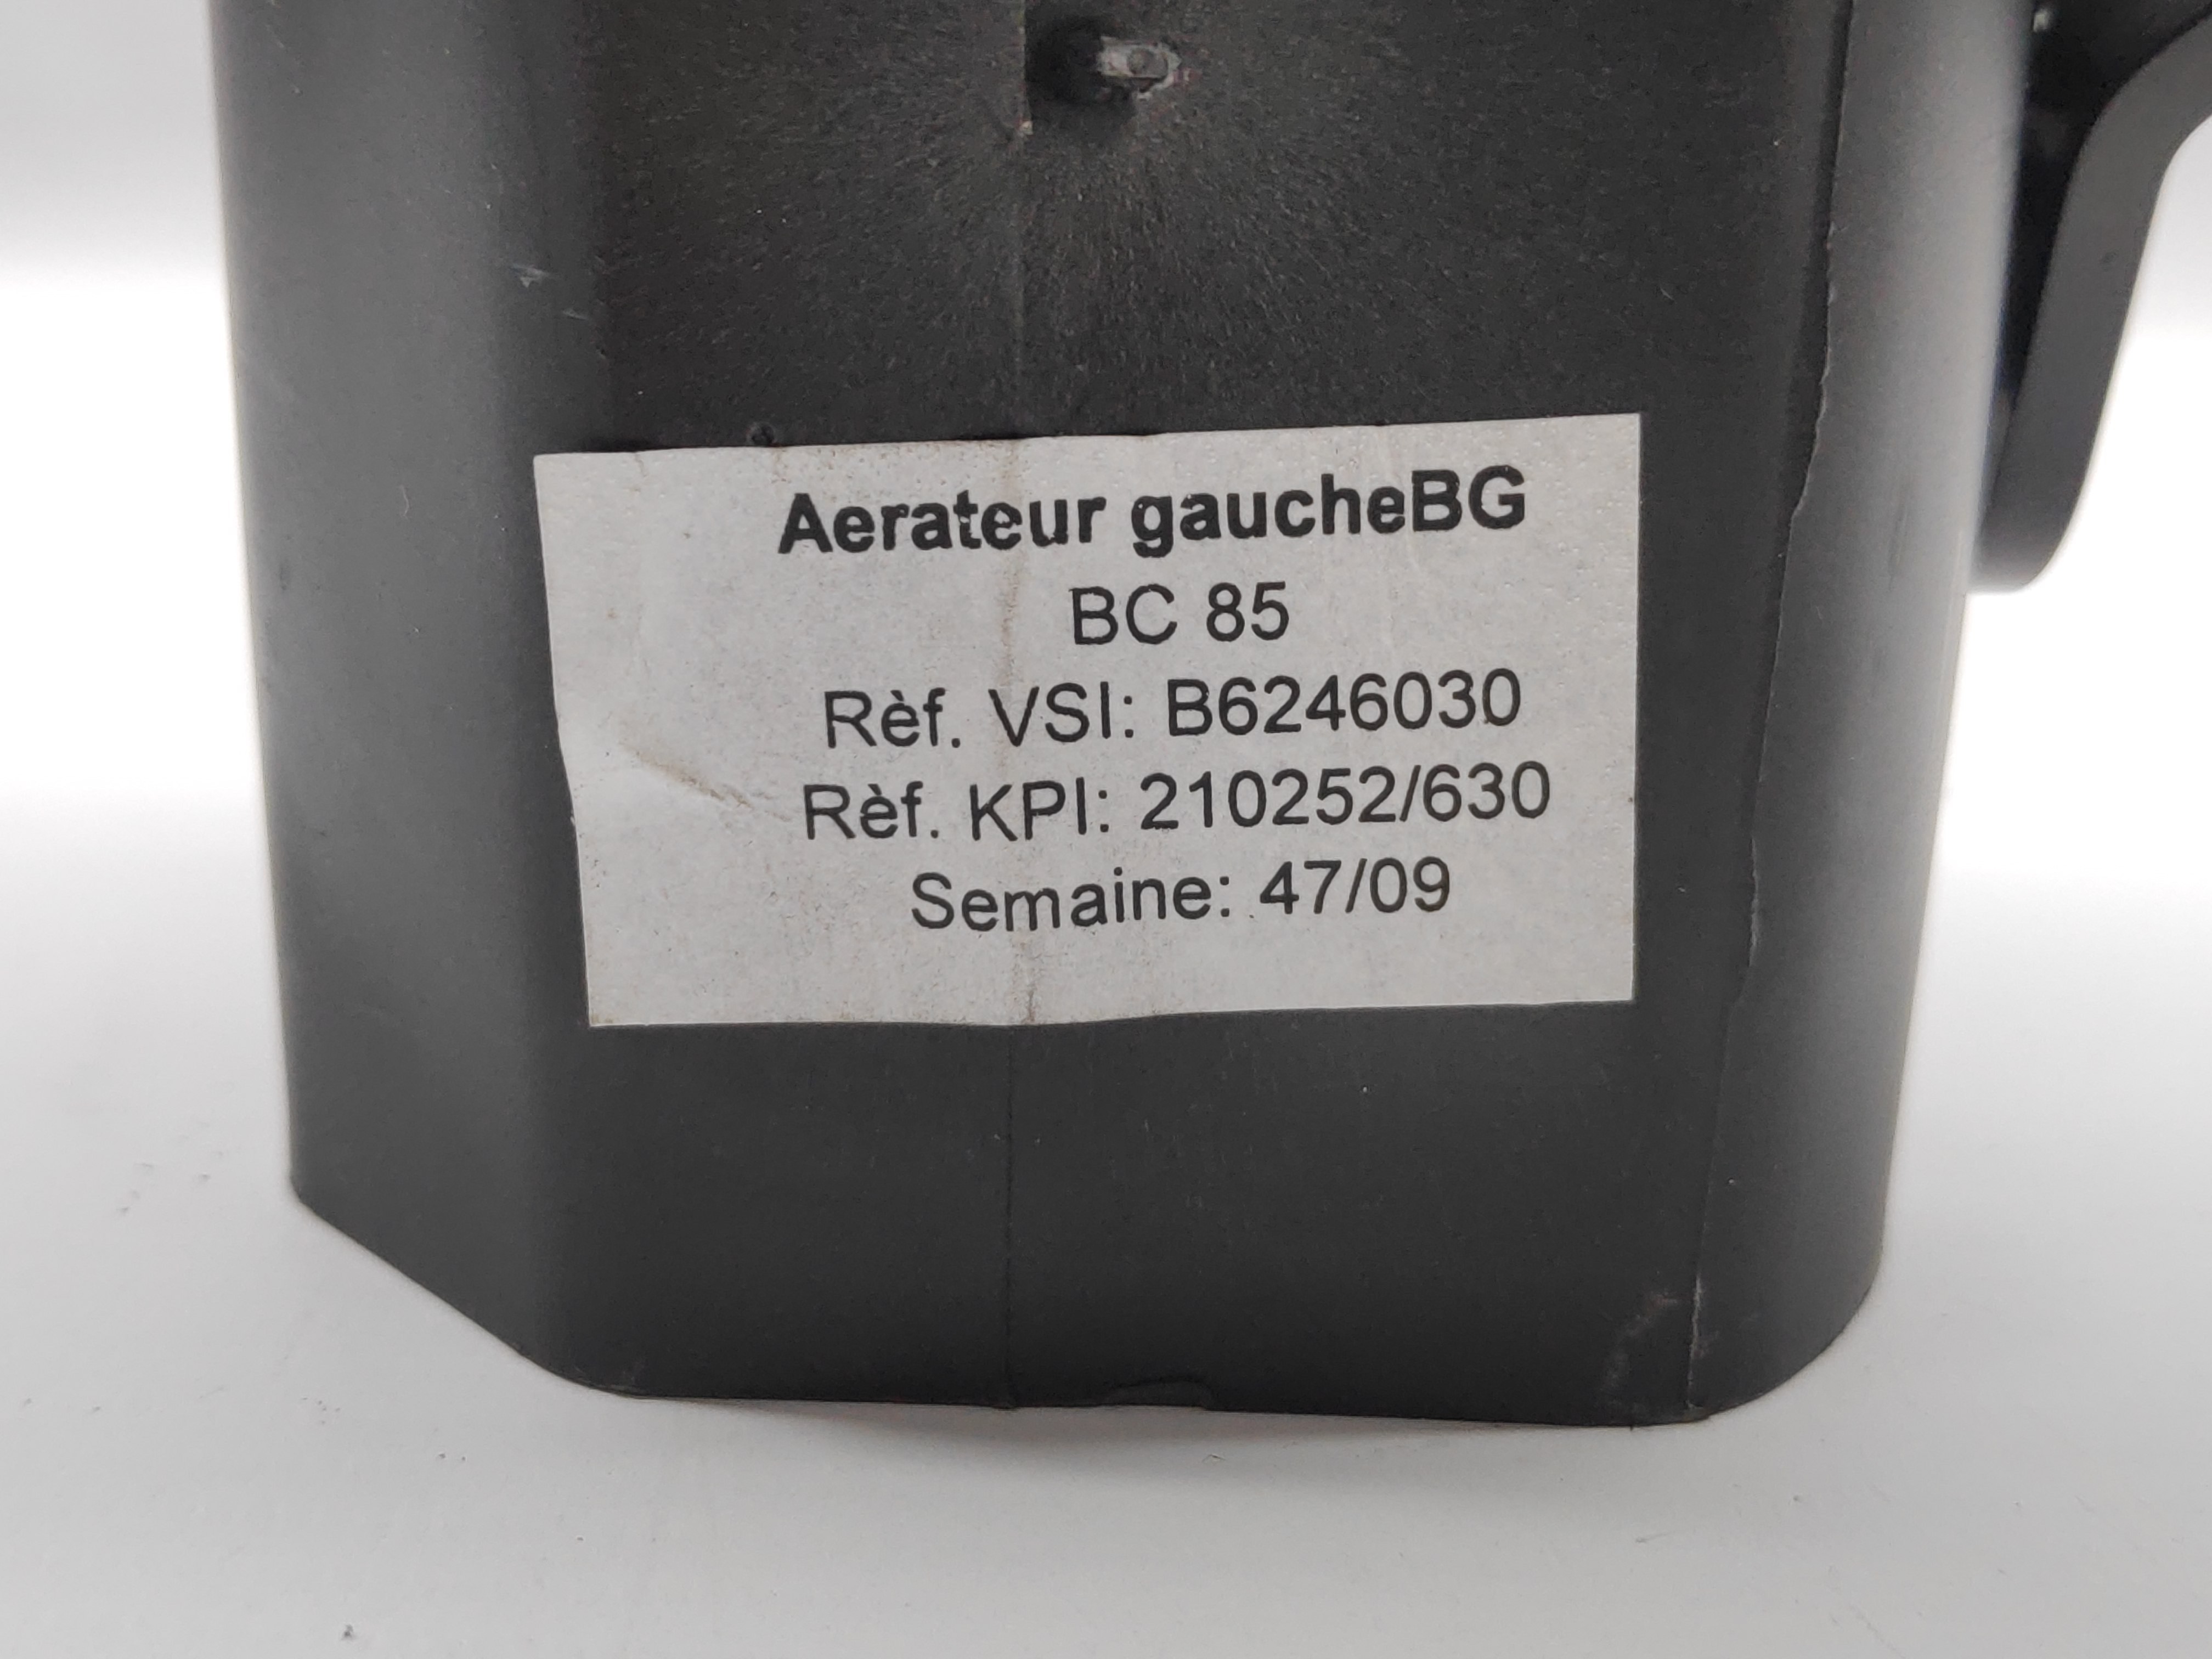 Aerateur gaucheBG
BC 85
Rèf. VSI: B6246030
Rèf. KPI: 210252/630
Semaine: 47/09